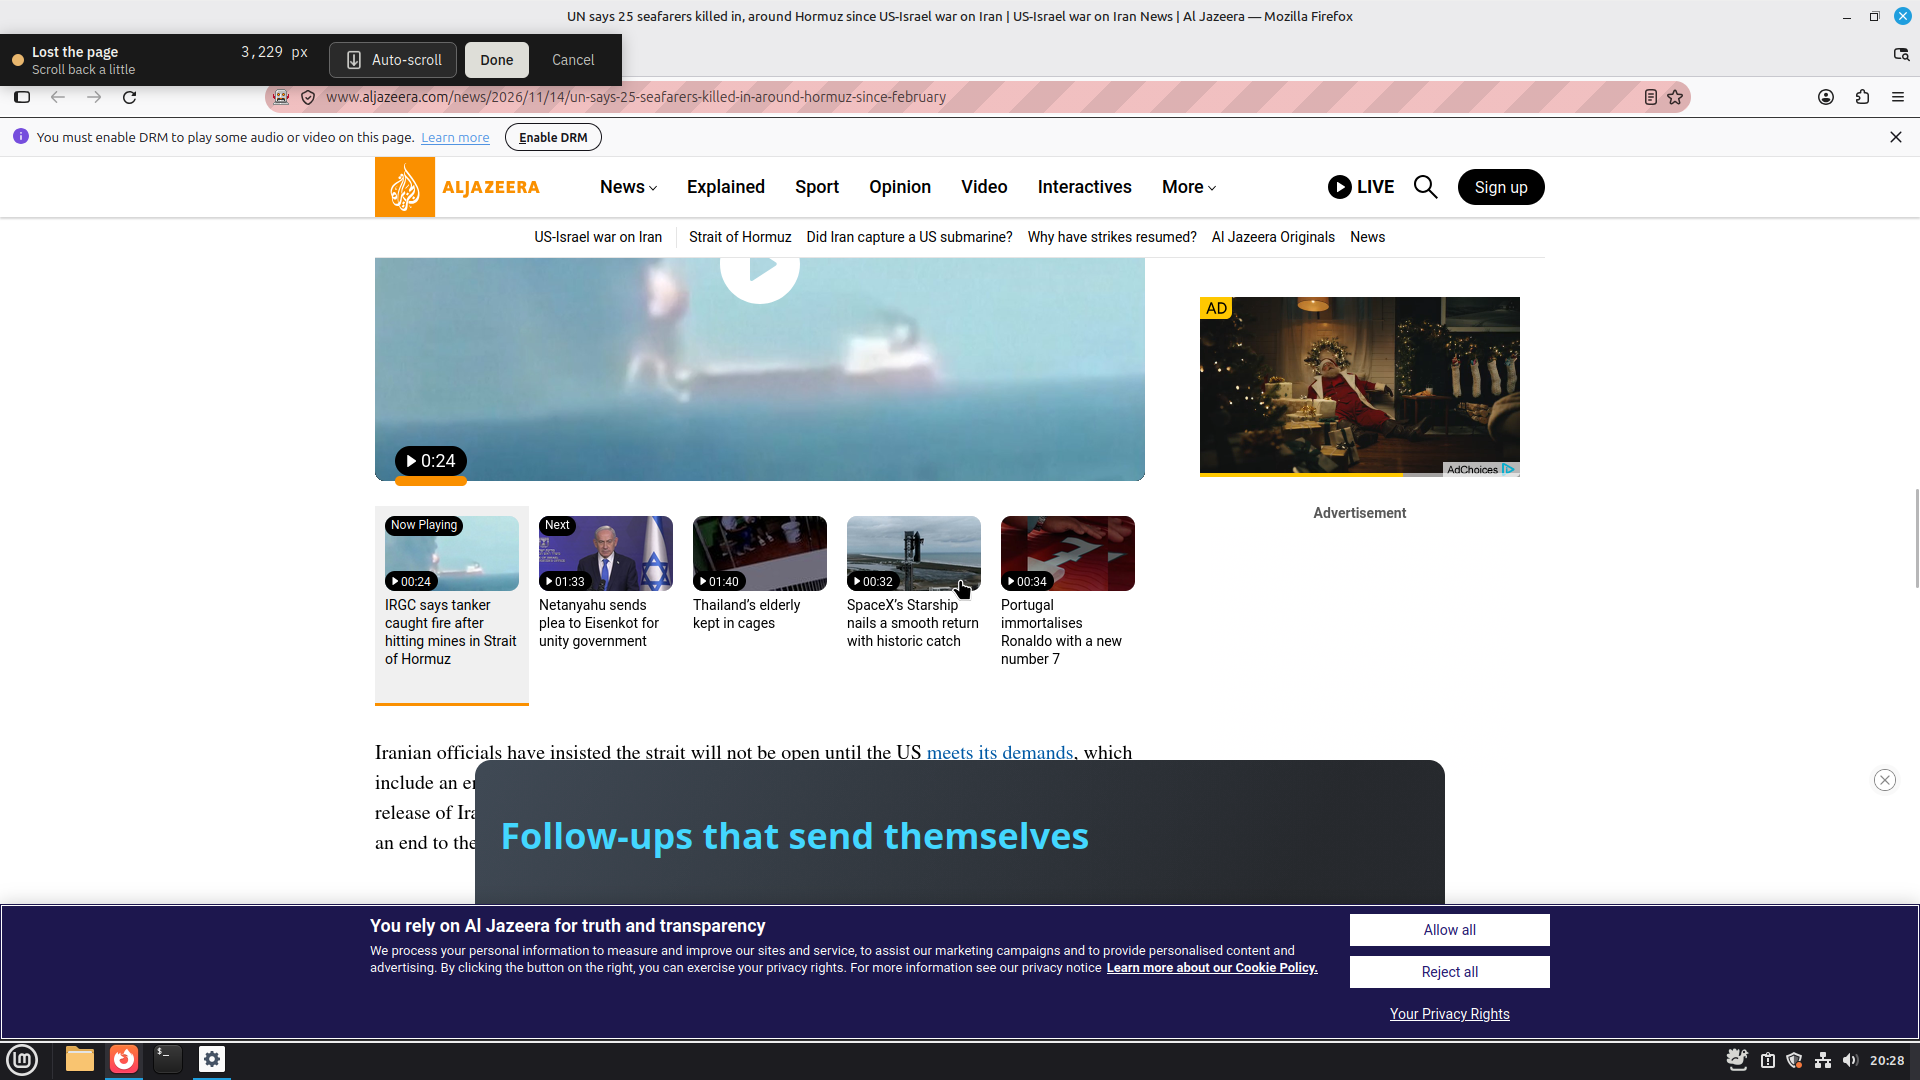 UN says 25 seafarers killed in, around Hormuz since US-Israel war on Iran | US-Israel war on Iran News | Al Jazeera — Mozilla Firefox
Lost the page
Scroll back a little
3,229 px
Auto-scroll
Done
Cancel
www.aljazeera.com/news/2026/11/14/un-says-25-seafarers-killed-in-around-hormuz-since-february
You must enable DRM to play some audio or video on this page. Learn more
Enable DRM
ALJAZEERA
News
Explained
Sport
Opinion
Video
Interactives
More
LIVE
Sign up
US-Israel war on Iran
Strait of Hormuz
Did Iran capture a US submarine?
Why have strikes resumed?
Al Jazeera Originals
News
0:24
AD
AdChoices
Advertisement
Now Playing
00:24
IRGC says tanker
caught fire after
hitting mines in Strait
of Hormuz
Next
01:33
Netanyahu sends
plea to Eisenkot for
unity government
01:40
Thailand’s elderly
kept in cages
00:32
SpaceX’s Starship
nails a smooth return
with historic catch
00:34
Portugal
immortalises
Ronaldo with a new
number 7
Iranian officials have insisted the strait will not be open until the US meets its demands, which
include an
release of
an end to the
Follow-ups that send themselves
You rely on Al Jazeera for truth and transparency
We process your personal information to measure and improve our sites and service, to assist our marketing campaigns and to provide personalised content and
advertising. By clicking the button on the right, you can exercise your privacy rights. For more information see our privacy notice Learn more about our Cookie Policy.
Allow all
Reject all
Your Privacy Rights
20:28